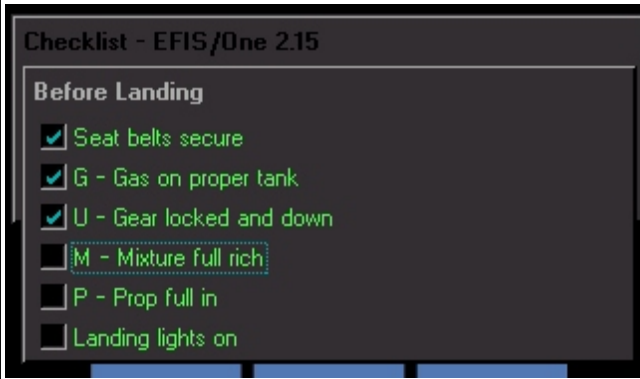 Checklist - EFIS/One 2.15
Before Landing
Seat belts secure
G - Gas on proper tank
U - Gear locked and down
M - Mixture full rich
P - Prop full in
Landing lights on